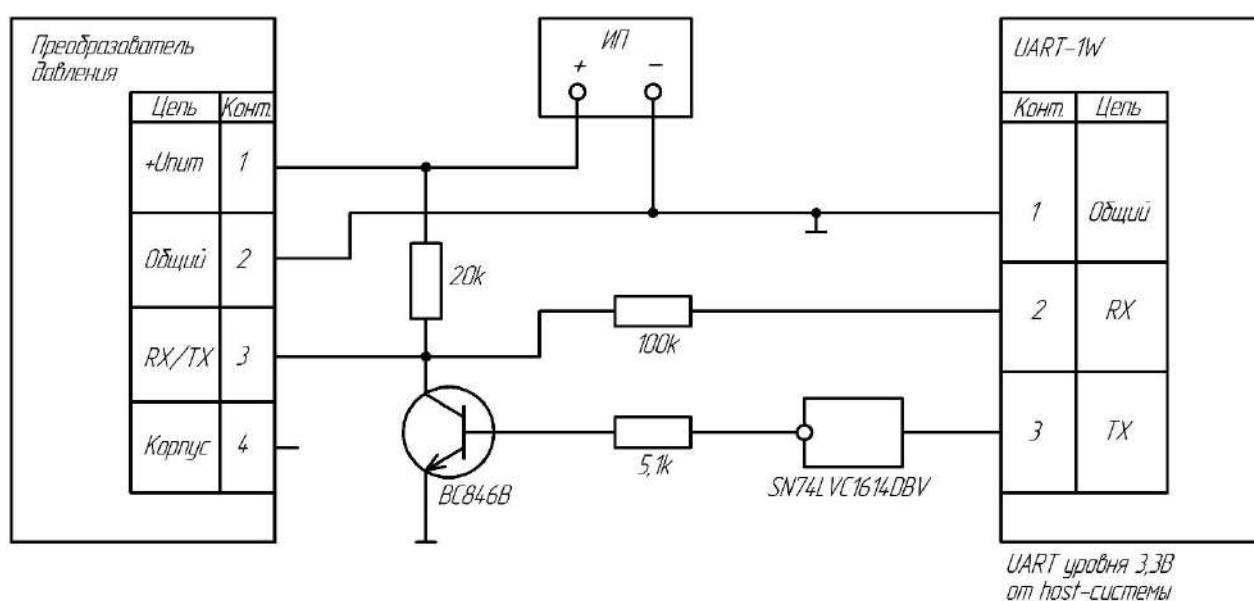 Преобразователь
давления
Цепь Конт.
+Uпит 1
Общий 2
RX/TX 3
Корпус 4
ИП
+ −
20k
100k
5,1k
BC846B
SN74LVC1G14DBV
UART-1W
Конт. Цепь
1 Общий
2 RX
3 TX
UART уровня 3,3В
от host-системы